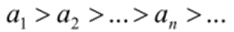 a₁ > a₂ > ... > aₙ > ...